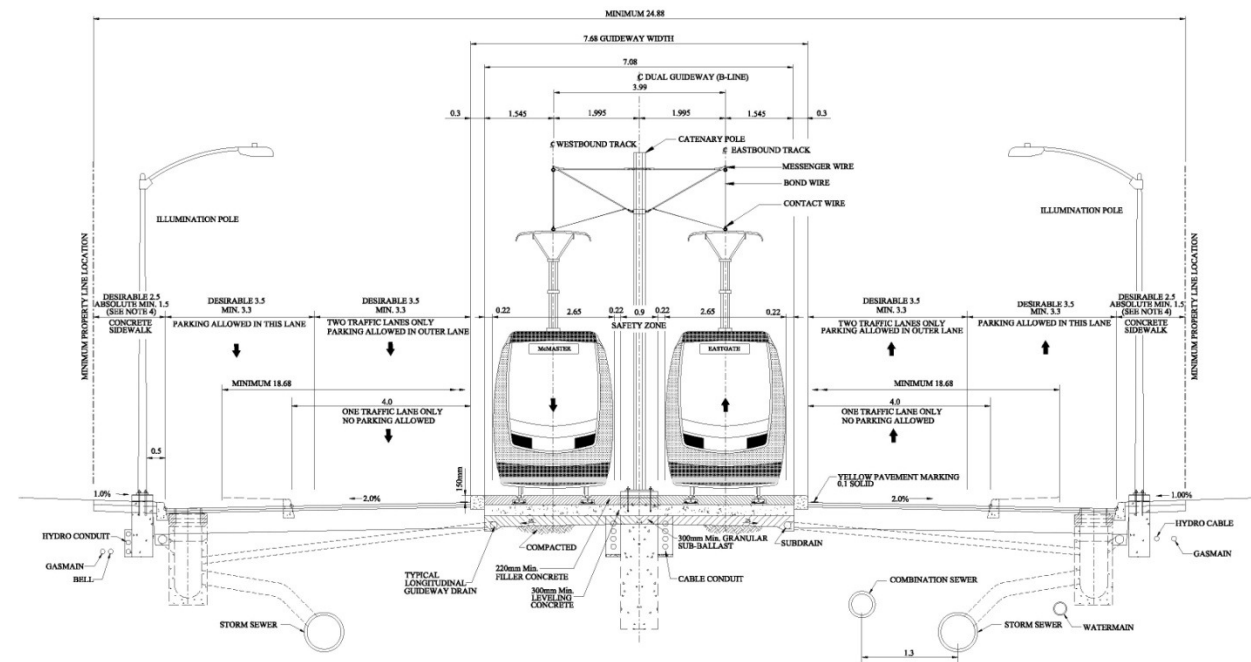 MINIMUM 24.88
7.68 GUIDEWAY WIDTH
7.08
℄ DUAL GUIDEWAY (B-LINE)
3.99
0.3
1.545
1.995
1.995
1.545
0.3
℄ WESTBOUND TRACK
CATENARY POLE
℄ EASTBOUND TRACK
MESSENGER WIRE
BOND WIRE
CONTACT WIRE
ILLUMINATION POLE
ILLUMINATION POLE
MINIMUM PROPERTY LINE LOCATION
MINIMUM PROPERTY LINE LOCATION
DESIRABLE 2.5
ABSOLUTE MIN. 1.5
(SEE NOTE 4)
CONCRETE
SIDEWALK
DESIRABLE 3.5
MIN. 3.3
PARKING ALLOWED IN THIS LANE
DESIRABLE 3.5
MIN. 3.3
TWO TRAFFIC LANES ONLY
PARKING ALLOWED IN OUTER LANE
0.22
2.65
0.22
0.9
0.22
2.65
0.22
SAFETY ZONE
DESIRABLE 3.5
MIN. 3.3
TWO TRAFFIC LANES ONLY
PARKING ALLOWED IN OUTER LANE
DESIRABLE 3.5
MIN. 3.3
PARKING ALLOWED IN THIS LANE
DESIRABLE 2.5
ABSOLUTE MIN. 1.5
(SEE NOTE 4)
CONCRETE
SIDEWALK
McMASTER
EASTGATE
MINIMUM 18.68
4.0
ONE TRAFFIC LANE ONLY
NO PARKING ALLOWED
MINIMUM 18.68
4.0
ONE TRAFFIC LANE ONLY
NO PARKING ALLOWED
0.5
150mm
YELLOW PAVEMENT MARKING
0.1 SOLID
1.0%
2.0%
2.0%
1.00%
HYDRO CONDUIT
GASMAIN
BELL
COMPACTED
TYPICAL
LONGITUDINAL
GUIDEWAY DRAIN
220mm Min.
FILLER CONCRETE
300mm Min.
LEVELING
CONCRETE
300mm Min. GRANULAR
SUB-BALLAST
SUBDRAIN
CABLE CONDUIT
HYDRO CABLE
GASMAIN
COMBINATION SEWER
STORM SEWER
STORM SEWER
WATERMAIN
1.3